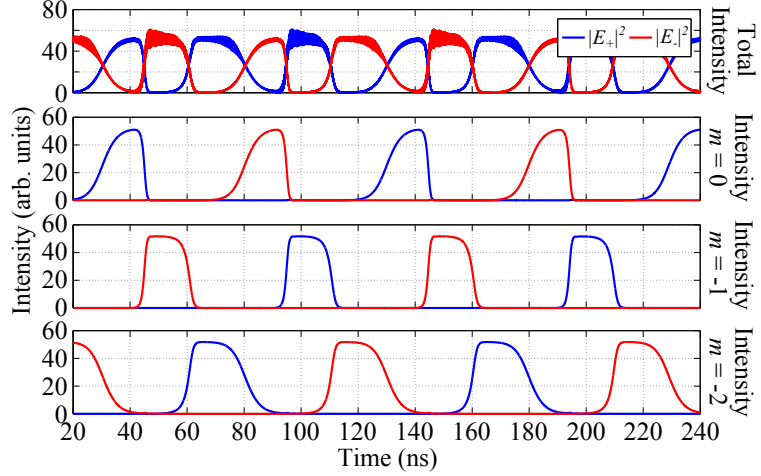 80
40
0
|E₊|²
|E₋|²
Total
Intensity
60
40
20
0
Intensity
m = 0
60
40
20
0
Intensity
m = -1
60
40
20
0
Intensity
m = -2
Intensity (arb. units)
20 40 60 80 100 120 140 160 180 200 220 240
Time (ns)